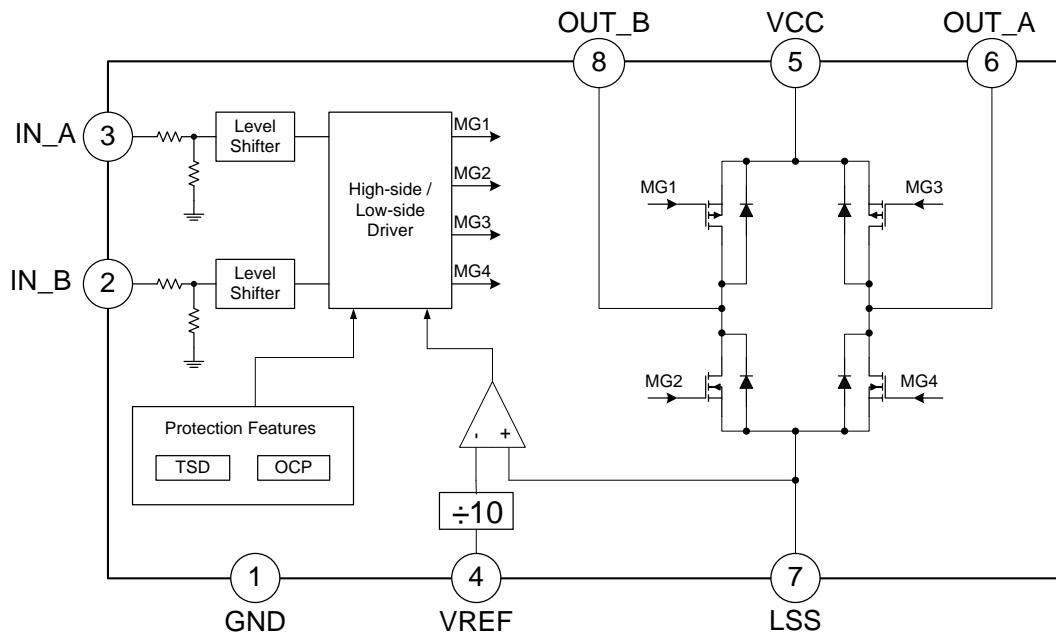 OUT_B
VCC
OUT_A
8
5
6
IN_A
3
Level
Shifter
High-side /
Low-side
Driver
MG1
MG2
MG3
MG4
MG1
MG3
IN_B
2
Level
Shifter
MG2
MG4
Protection Features
TSD
OCP
-
+
÷10
1
4
7
GND
VREF
LSS